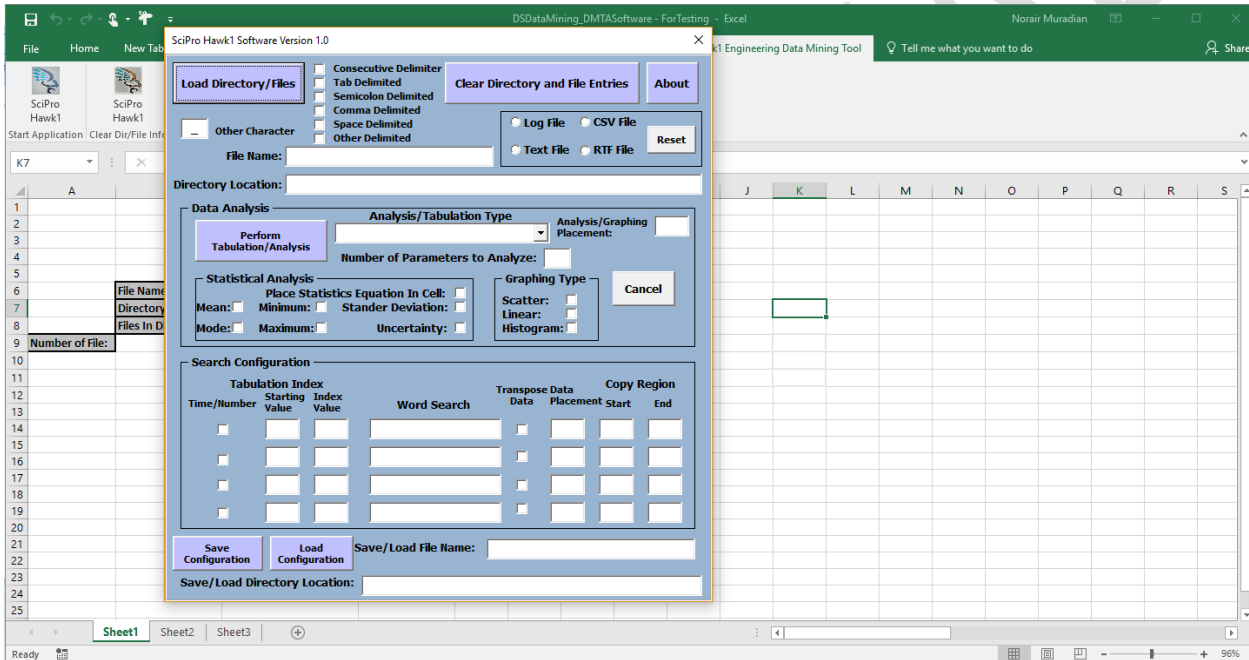 DSDataMining_DMTASoftware - ForTesting - Excel
Norair Muradian
File Home New Tab
k1 Engineering Data Mining Tool
Tell me what you want to do
Share
SciPro Hawk1
SciPro Hawk1
Start Application
Clear Dir/File Info
K7
SciPro Hawk1 Software Version 1.0
Load Directory/Files
Consecutive Delimiter
Tab Delimited
Semicolon Delimited
Comma Delimited
Space Delimited
Other Delimited
Clear Directory and File Entries
About
_ Other Character
Log File CSV File
Text File RTF File
Reset
File Name:
Directory Location:
Data Analysis
Perform
Tabulation/Analysis
Analysis/Tabulation Type
Analysis/Graphing
Placement:
Number of Parameters to Analyze:
Statistical Analysis
Place Statistics Equation In Cell:
Mean: Minimum: Stander Deviation:
Mode: Maximum: Uncertainty:
Graphing Type
Scatter:
Linear:
Histogram:
Cancel
Search Configuration
Tabulation Index
Time/Number
Starting
Value
Index
Value
Word Search
Transpose
Data
Data
Placement
Copy Region
Start End
Save
Configuration
Load
Configuration
Save/Load File Name:
Save/Load Directory Location:
A J K L M N O P Q R S
1
2
3
4
5
6 File Name
7 Directory
8 Files In D
9 Number of File:
10
11
12
13
14
15
16
17
18
19
20
21
22
23
24
25
Sheet1 Sheet2 Sheet3
Ready
96%